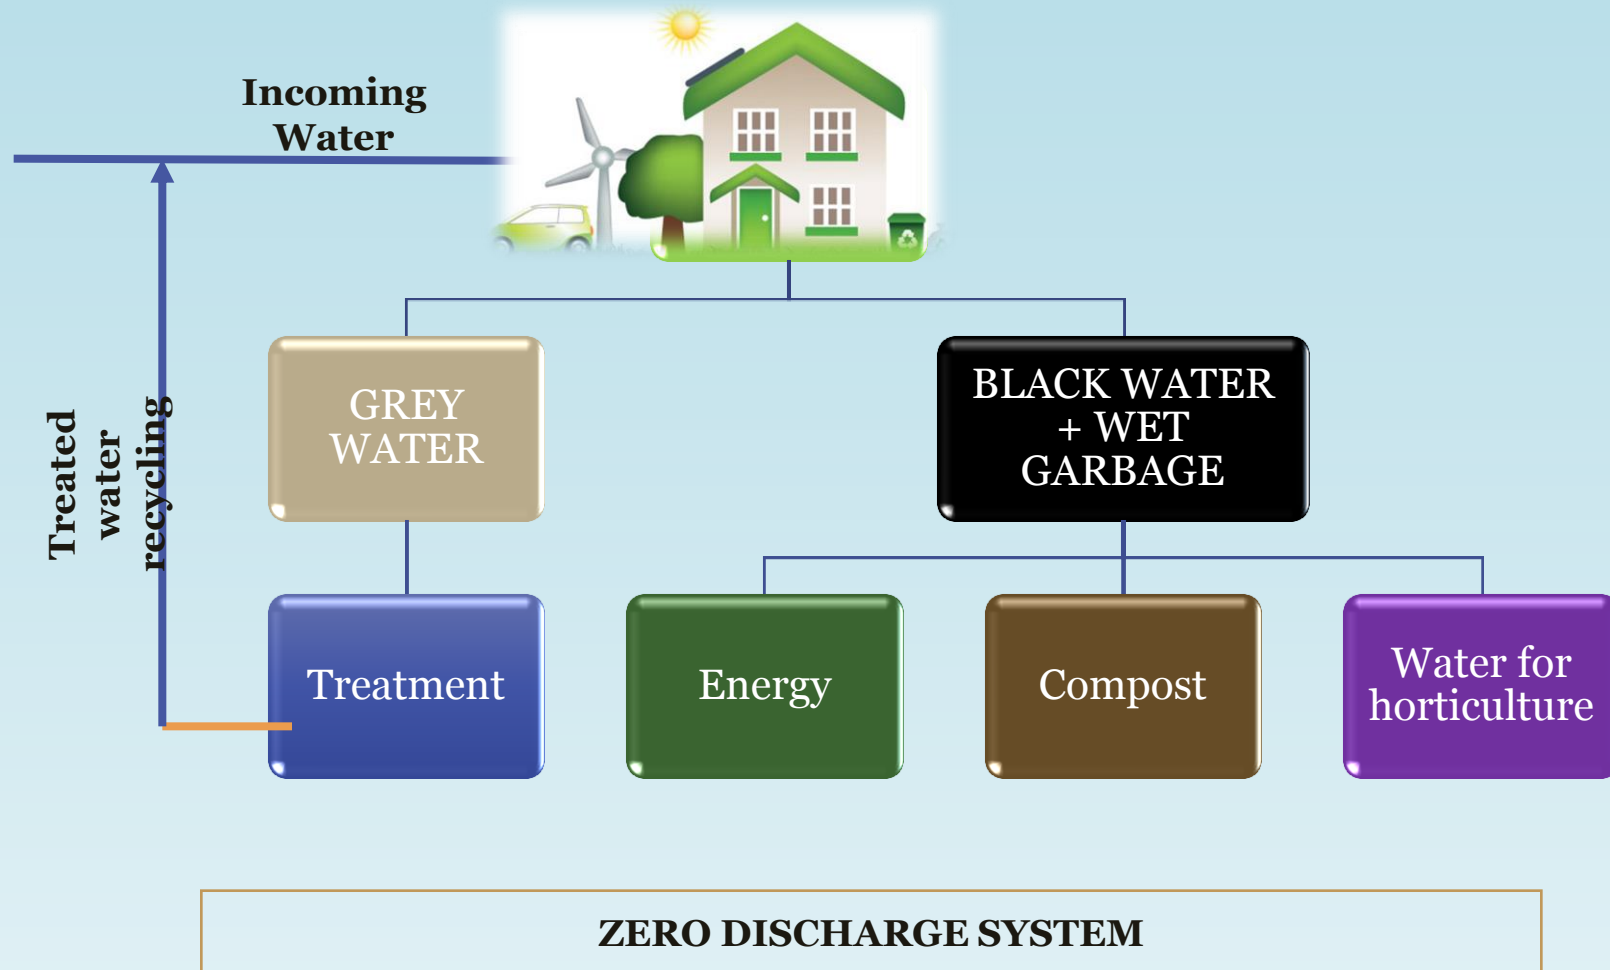 Incoming
Water
Treated
water
recycling
GREY
WATER
BLACK WATER
+ WET
GARBAGE
Treatment
Energy
Compost
Water for
horticulture
ZERO DISCHARGE SYSTEM